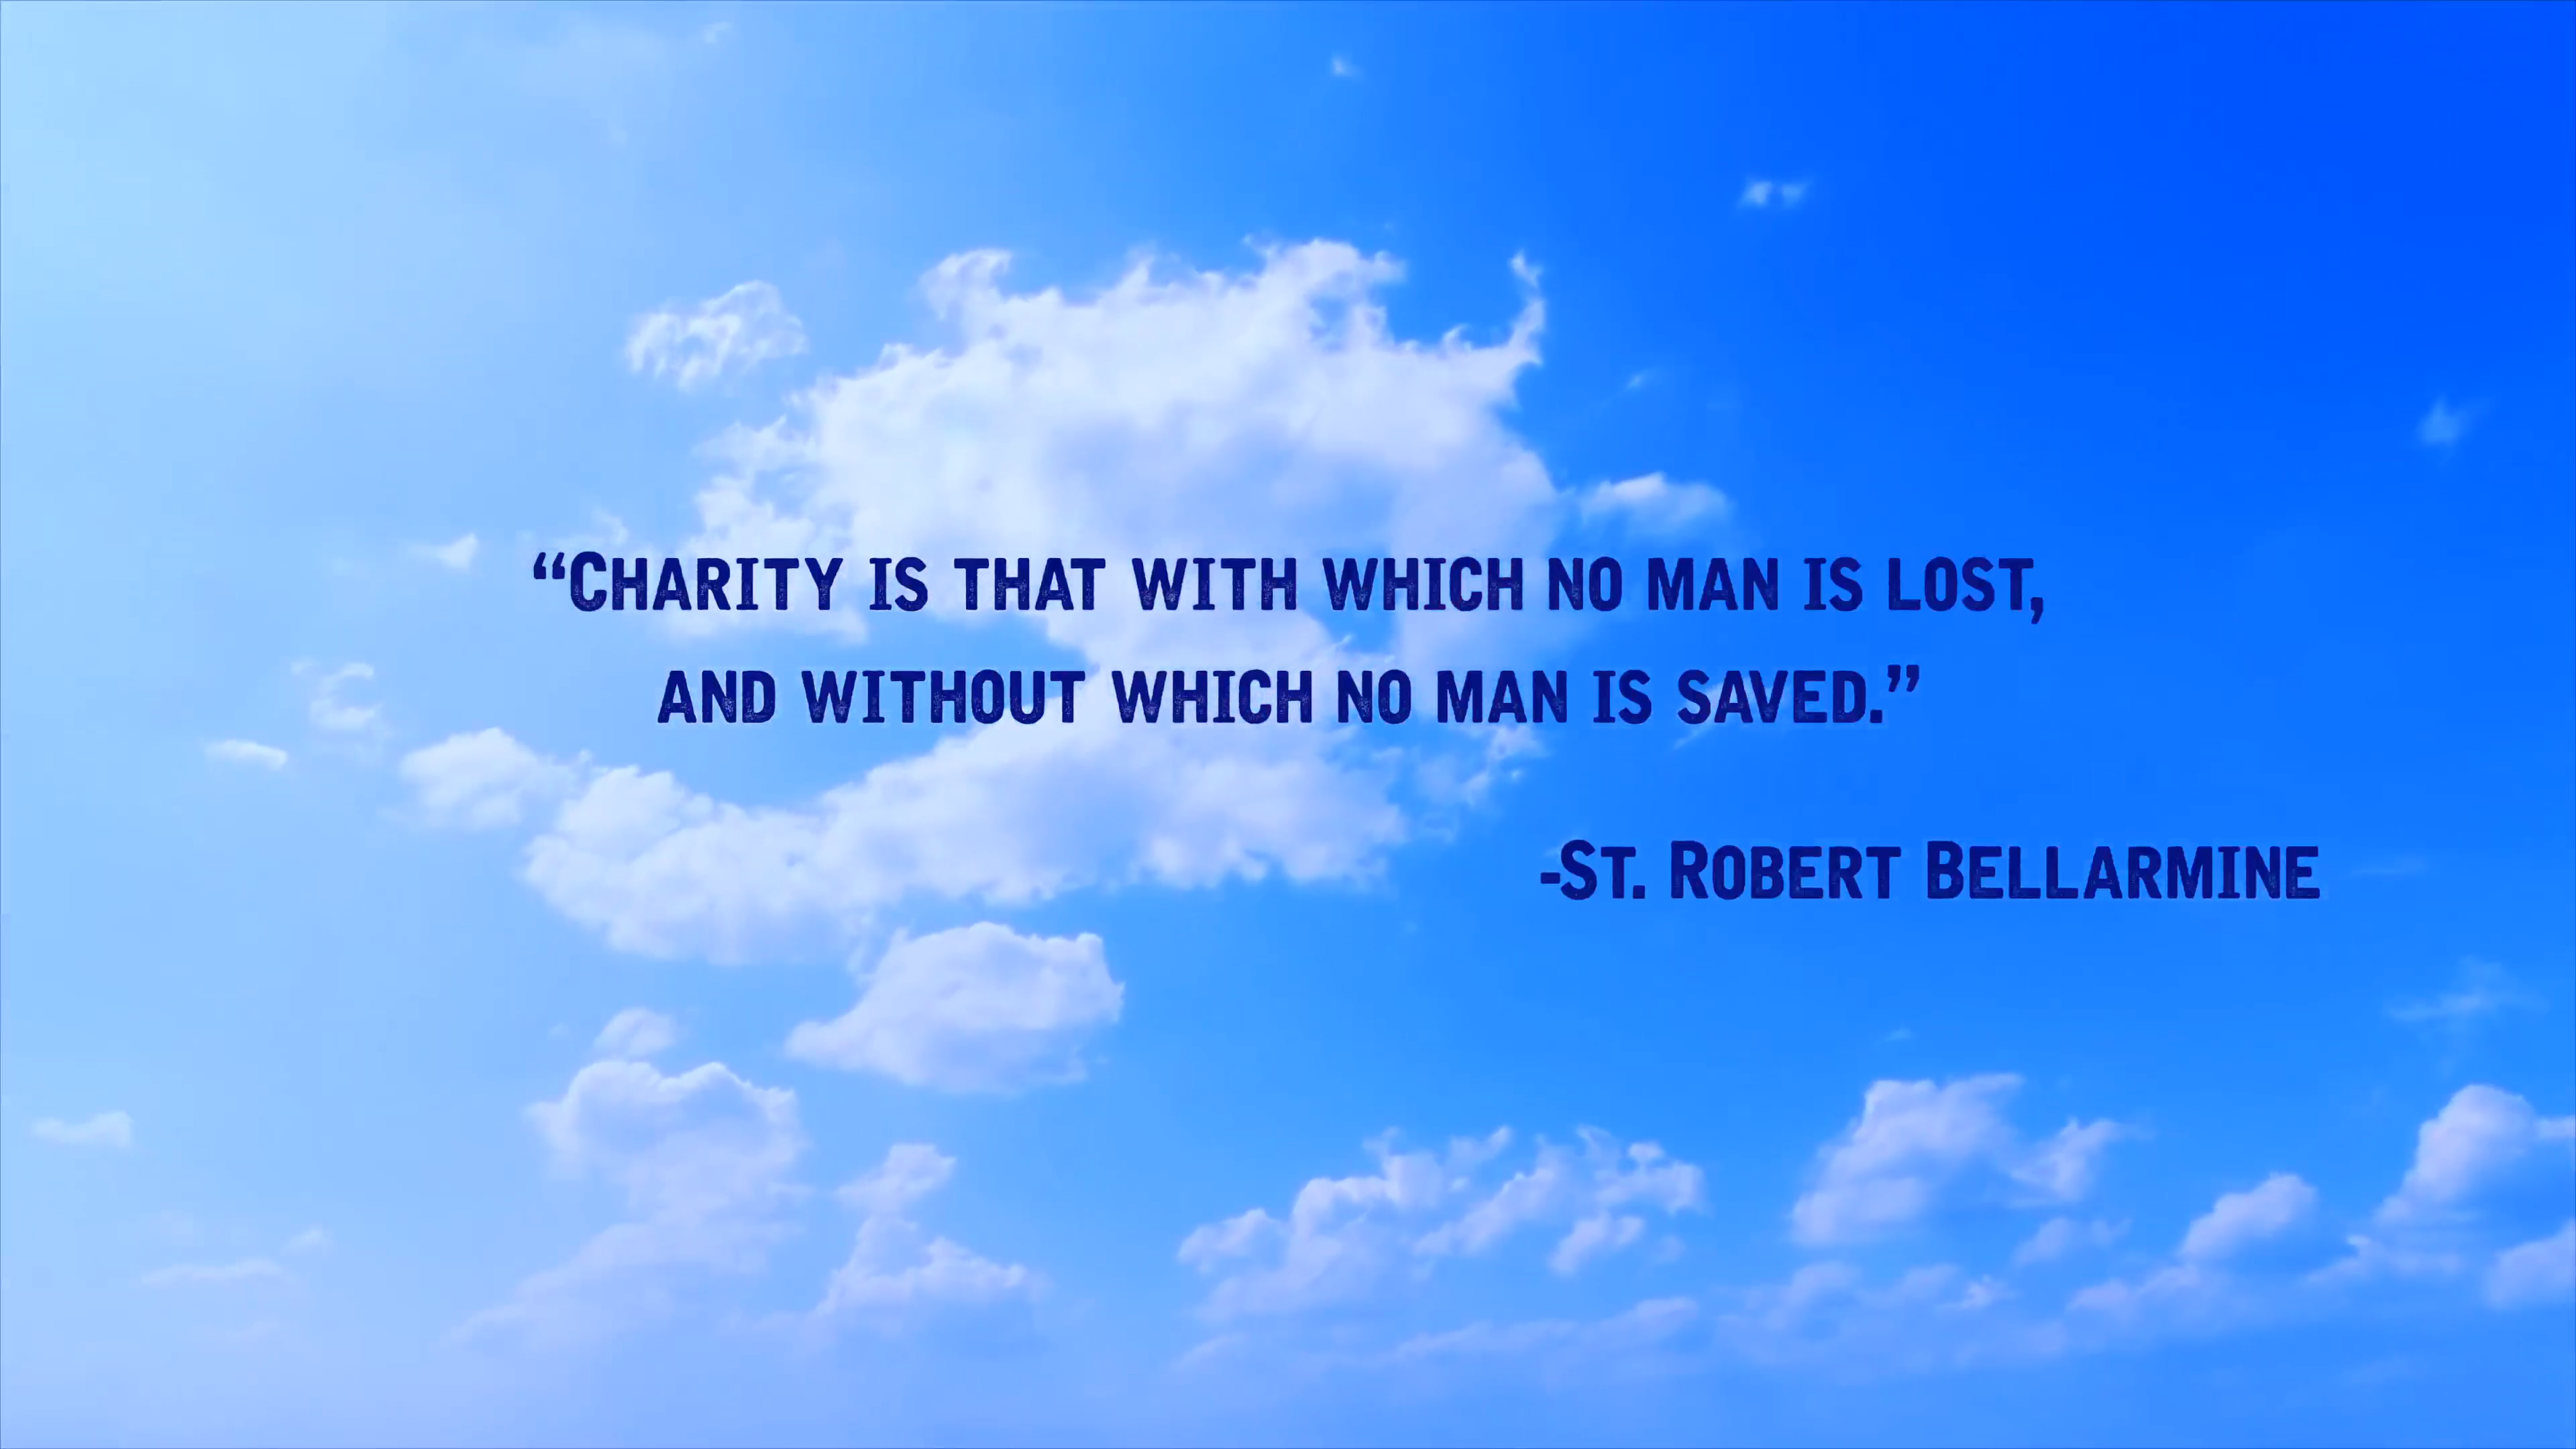 “Charity is that with which no man is lost,
and without which no man is saved.”
-St. Robert Bellarmine